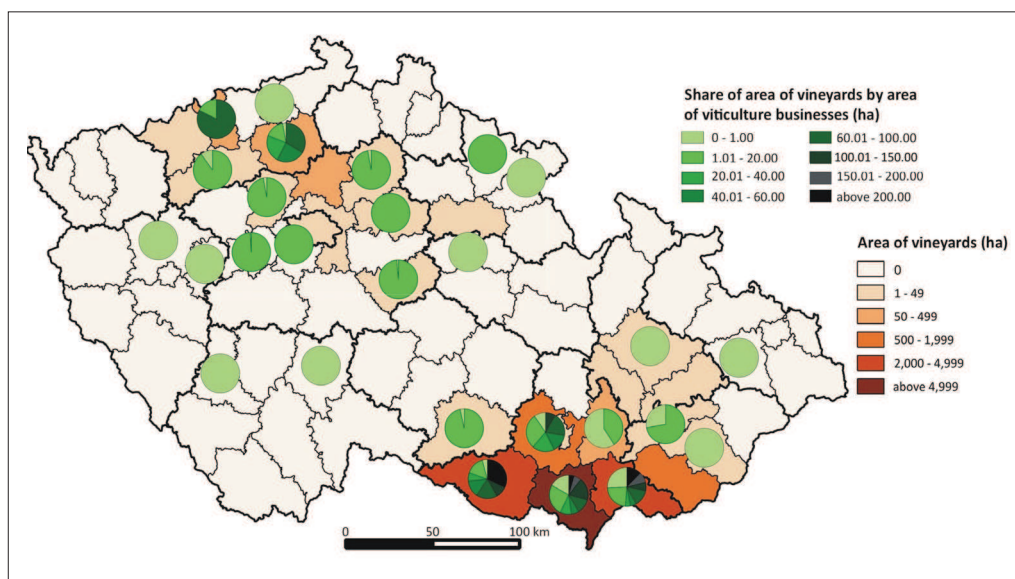 Share of area of vineyards by area
of viticulture businesses (ha)
0 - 1.00
60.01 - 100.00
1.01 - 20.00
100.01 - 150.00
20.01 - 40.00
150.01 - 200.00
40.01 - 60.00
above 200.00
Area of vineyards (ha)
0
1 - 49
50 - 499
500 - 1,999
2,000 - 4,999
above 4,999
0
50
100 km